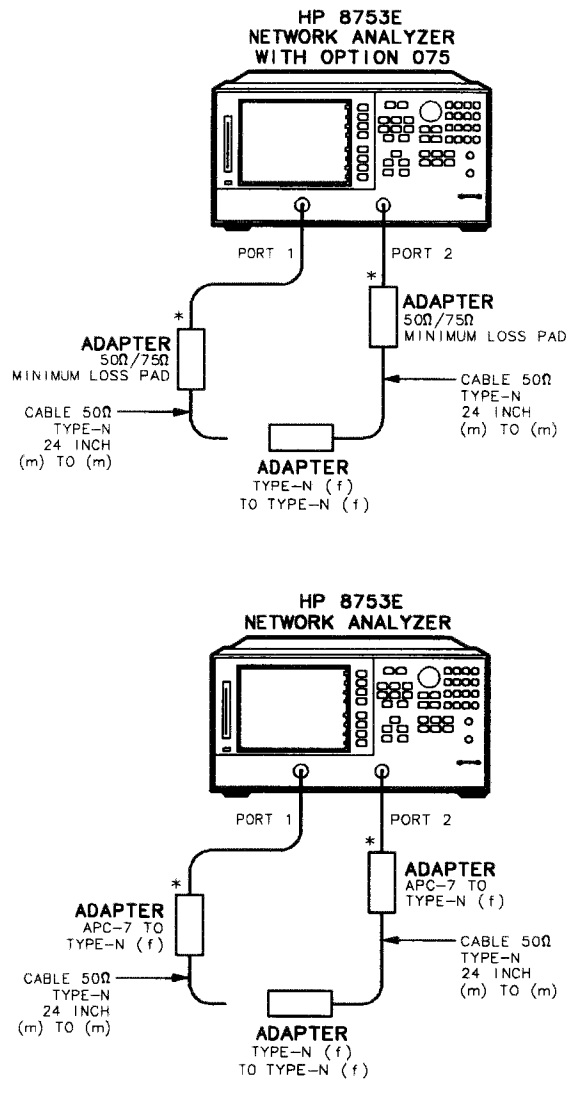 HP 8753E
NETWORK ANALYZER
WITH OPTION 075
PORT 1
PORT 2
*
*
ADAPTER
50Ω/75Ω
MINIMUM LOSS PAD
ADAPTER
50Ω/75Ω
MINIMUM LOSS PAD
CABLE 50Ω
TYPE-N
24 INCH
(m) TO (m)
CABLE 50Ω
TYPE-N
24 INCH
(m) TO (m)
ADAPTER
TYPE-N (f)
TO TYPE-N (f)
HP 8753E
NETWORK ANALYZER
PORT 1
PORT 2
*
*
ADAPTER
APC-7 TO
TYPE-N (f)
ADAPTER
APC-7 TO
TYPE-N (f)
CABLE 50Ω
TYPE-N
24 INCH
(m) TO (m)
CABLE 50Ω
TYPE-N
24 INCH
(m) TO (m)
ADAPTER
TYPE-N (f)
TO TYPE-N (f)